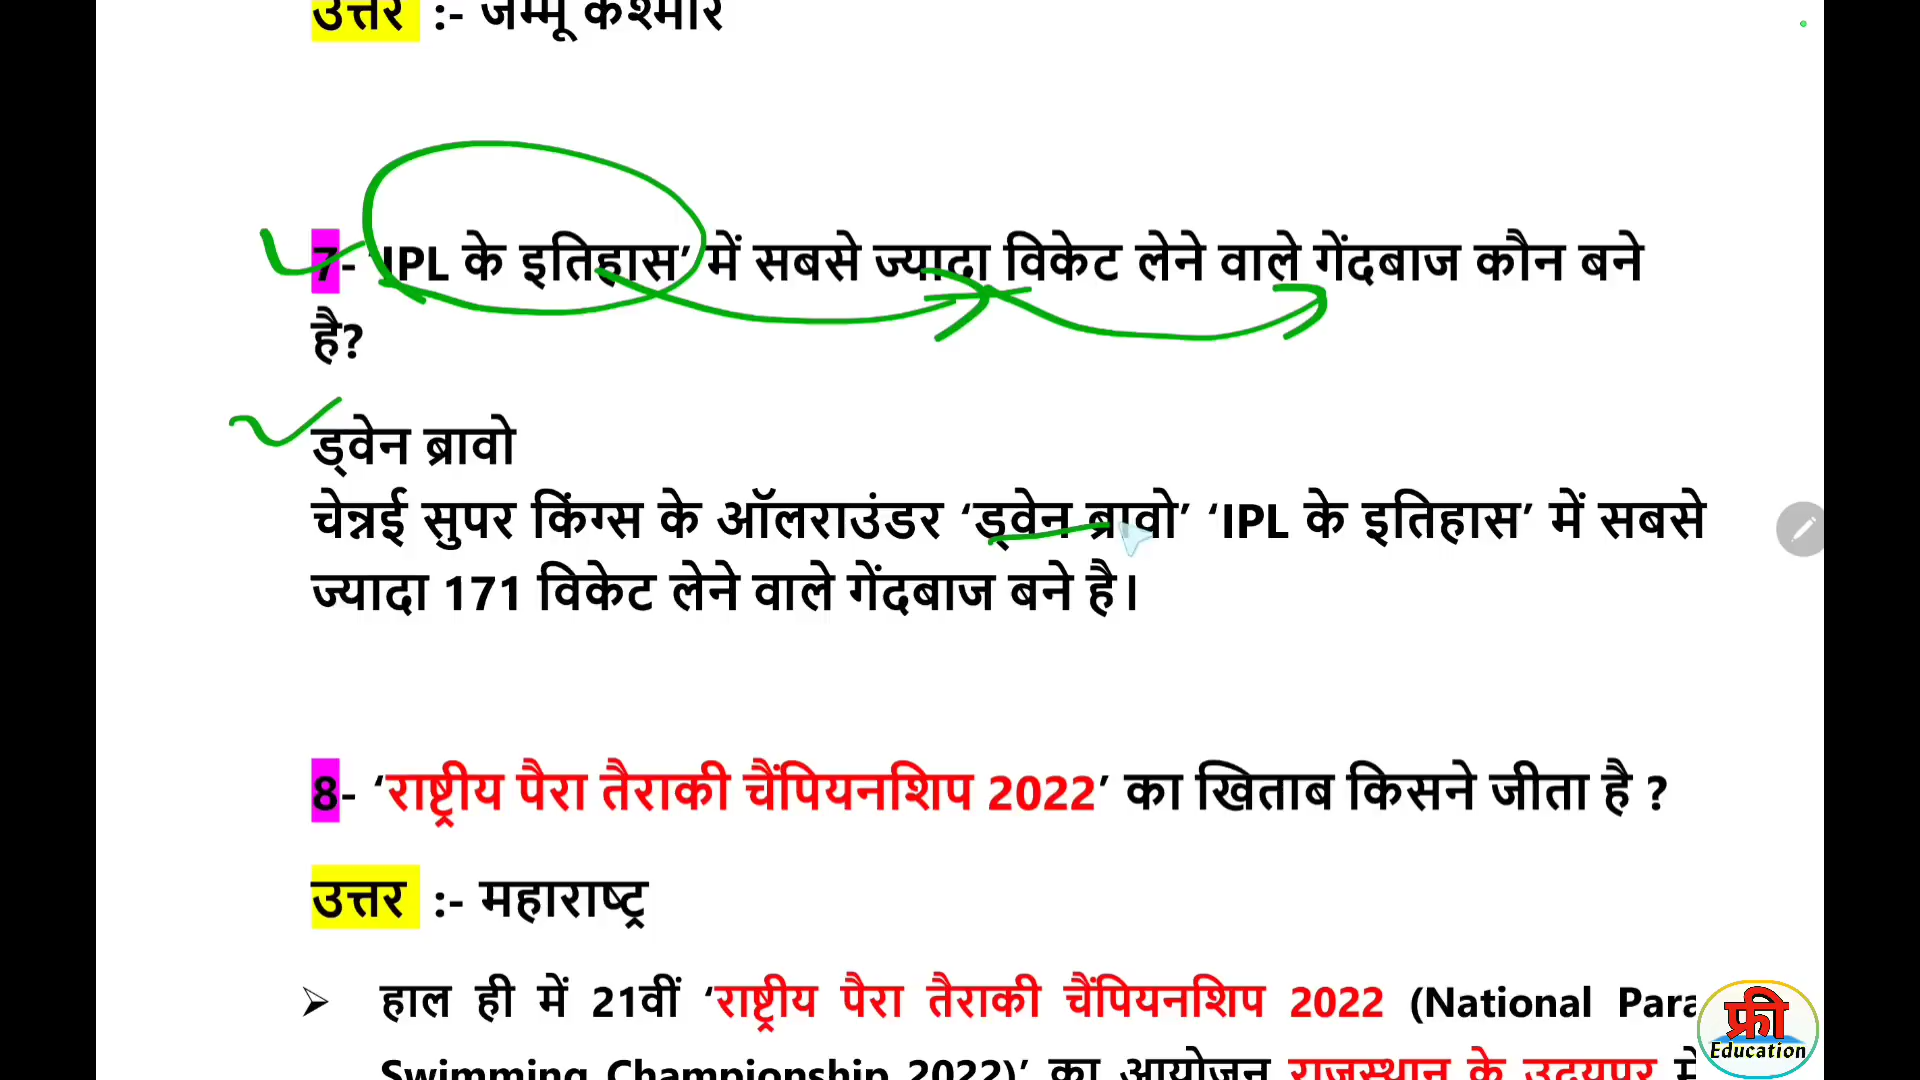 उत्तर :- जम्मू कश्मीर
7- ‘IPL के इतिहास’ में सबसे ज्यादा विकेट लेने वाले गेंदबाज कौन बने
है?
ड्वेन ब्रावो
चेन्नई सुपर किंग्स के ऑलराउंडर ‘ड्वेन ब्रावो’ ‘IPL के इतिहास’ में सबसे
ज्यादा 171 विकेट लेने वाले गेंदबाज बने है।
8- ‘राष्ट्रीय पैरा तैराकी चैंपियनशिप 2022’ का खिताब किसने जीता है ?
उत्तर :- महाराष्ट्र
➢ हाल ही में 21वीं ‘राष्ट्रीय पैरा तैराकी चैंपियनशिप 2022 (National Para
Swimming Championship 2022)’ का आयोजन राजस्थान के उदयपुर में
फ्री
Education